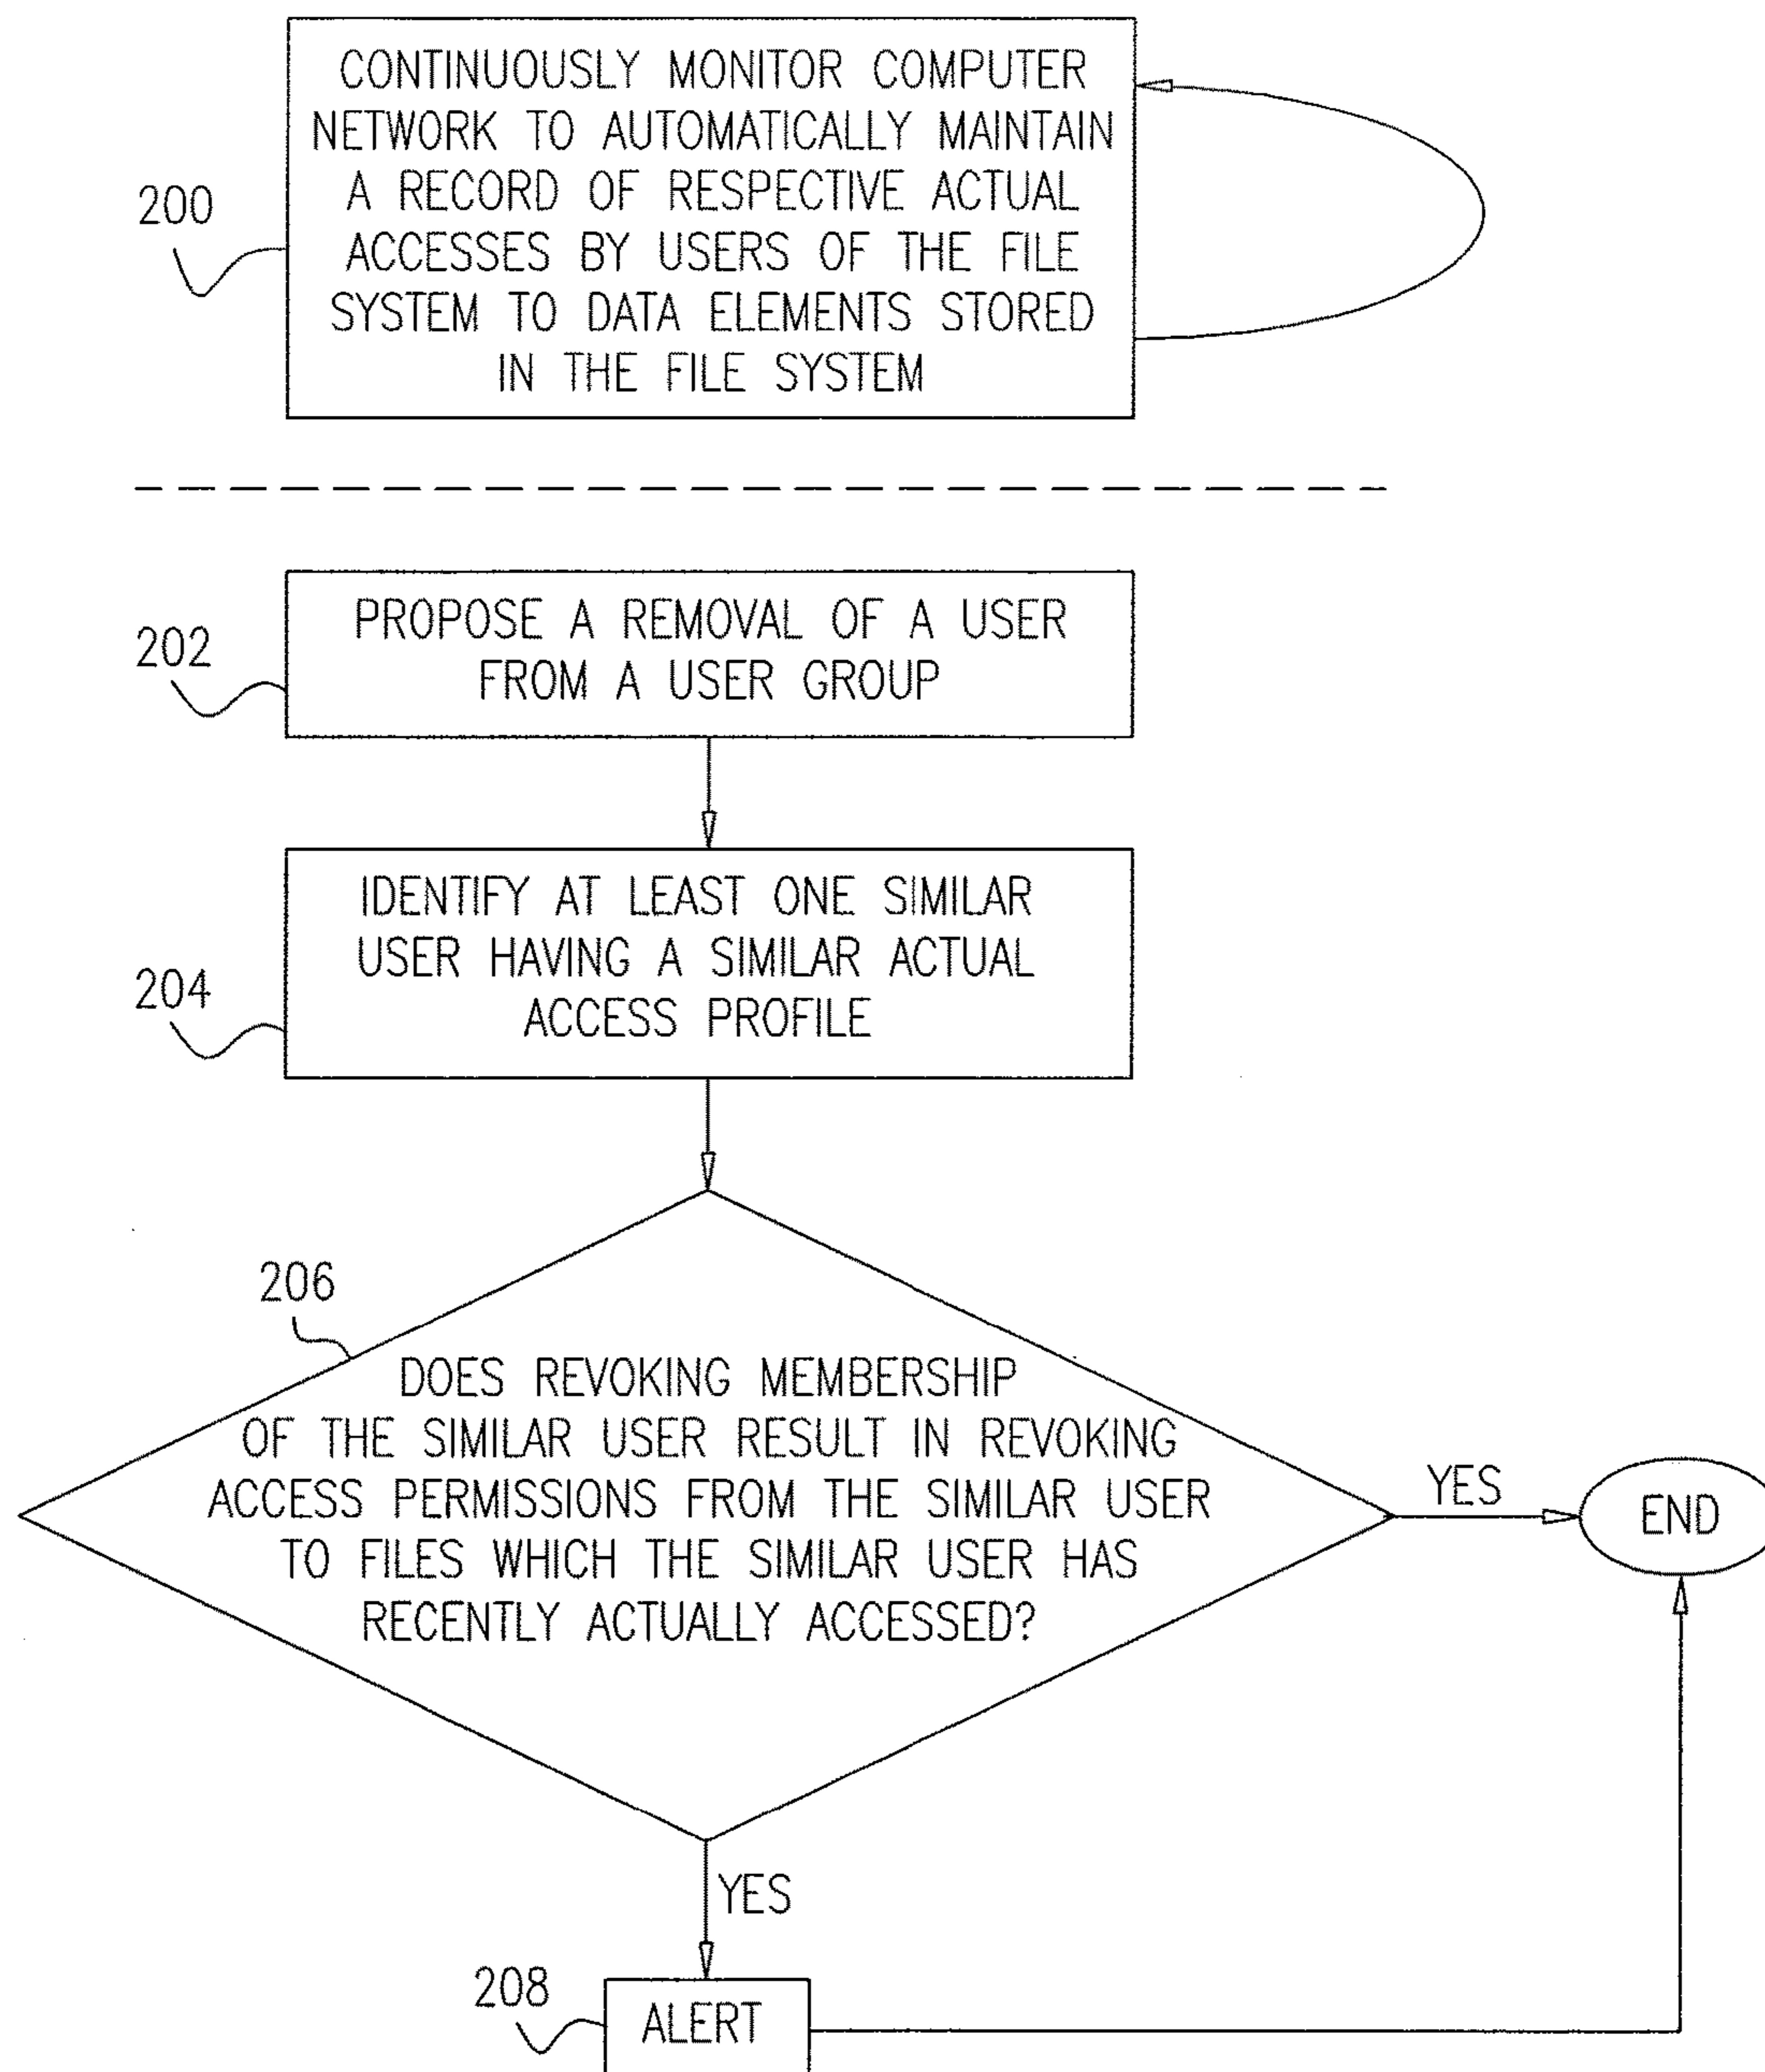 CONTINUOUSLY MONITOR COMPUTER
NETWORK TO AUTOMATICALLY MAINTAIN
A RECORD OF RESPECTIVE ACTUAL
ACCESSES BY USERS OF THE FILE
SYSTEM TO DATA ELEMENTS STORED
IN THE FILE SYSTEM
200
PROPOSE A REMOVAL OF A USER
FROM A USER GROUP
202
IDENTIFY AT LEAST ONE SIMILAR
USER HAVING A SIMILAR ACTUAL
ACCESS PROFILE
204
206
DOES REVOKING MEMBERSHIP
OF THE SIMILAR USER RESULT IN REVOKING
ACCESS PERMISSIONS FROM THE SIMILAR USER
TO FILES WHICH THE SIMILAR USER HAS
RECENTLY ACTUALLY ACCESSED?
YES
END
YES
208
ALERT